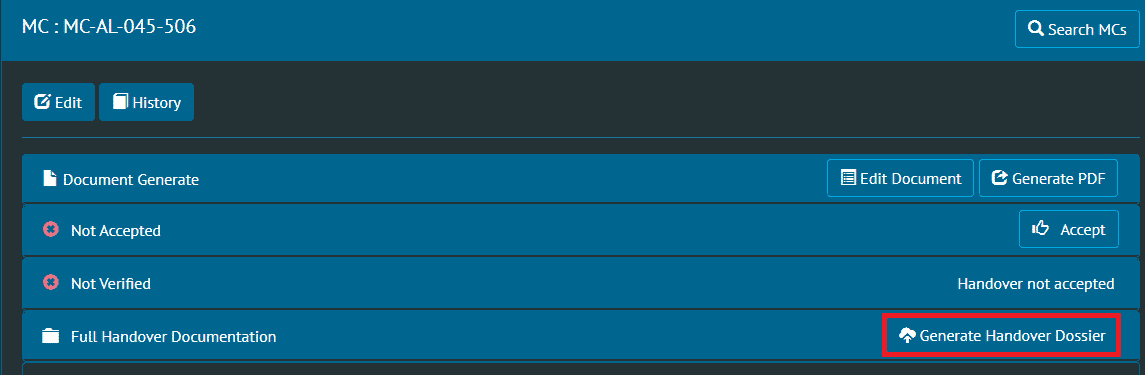 MC : MC-AL-045-506
Search MCs
Edit
History
Document Generate
Edit Document
Generate PDF
Not Accepted
Accept
Not Verified
Handover not accepted
Full Handover Documentation
Generate Handover Dossier